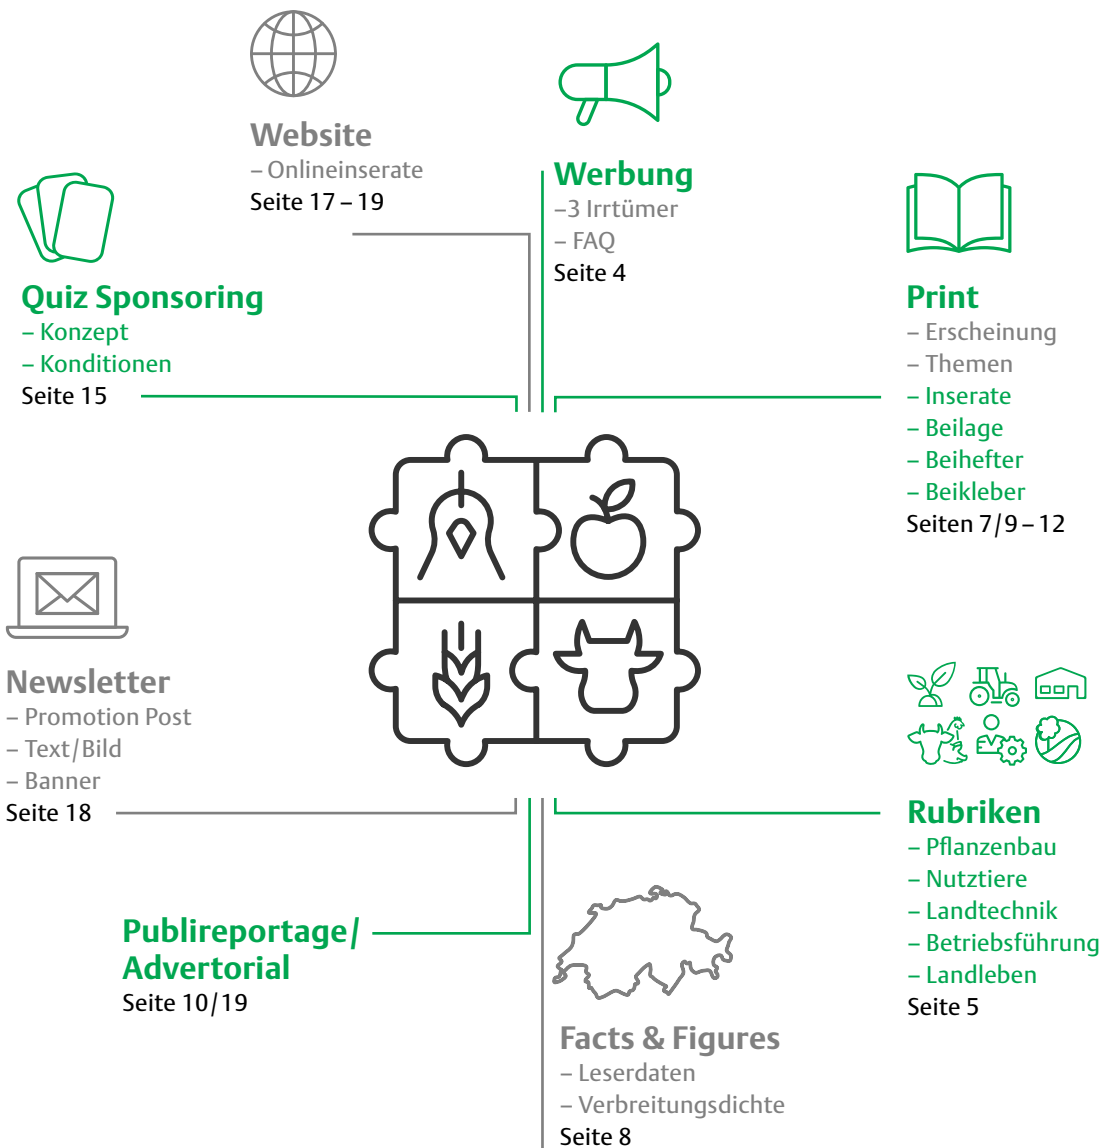 Website
– Onlineinserate
Seite 17 – 19
Werbung
–3 Irrtümer
– FAQ
Seite 4
Quiz Sponsoring
– Konzept
– Konditionen
Seite 15
Print
– Erscheinung
– Themen
– Inserate
– Beilage
– Beihefter
– Beikleber
Seiten 7/9 – 12
Newsletter
– Promotion Post
– Text/Bild
– Banner
Seite 18
Rubriken
– Pflanzenbau
– Nutztiere
– Landtechnik
– Betriebsführung
– Landleben
Seite 5
Publireportage/
Advertorial
Seite 10/19
Facts & Figures
– Leserdaten
– Verbreitungsdichte
Seite 8